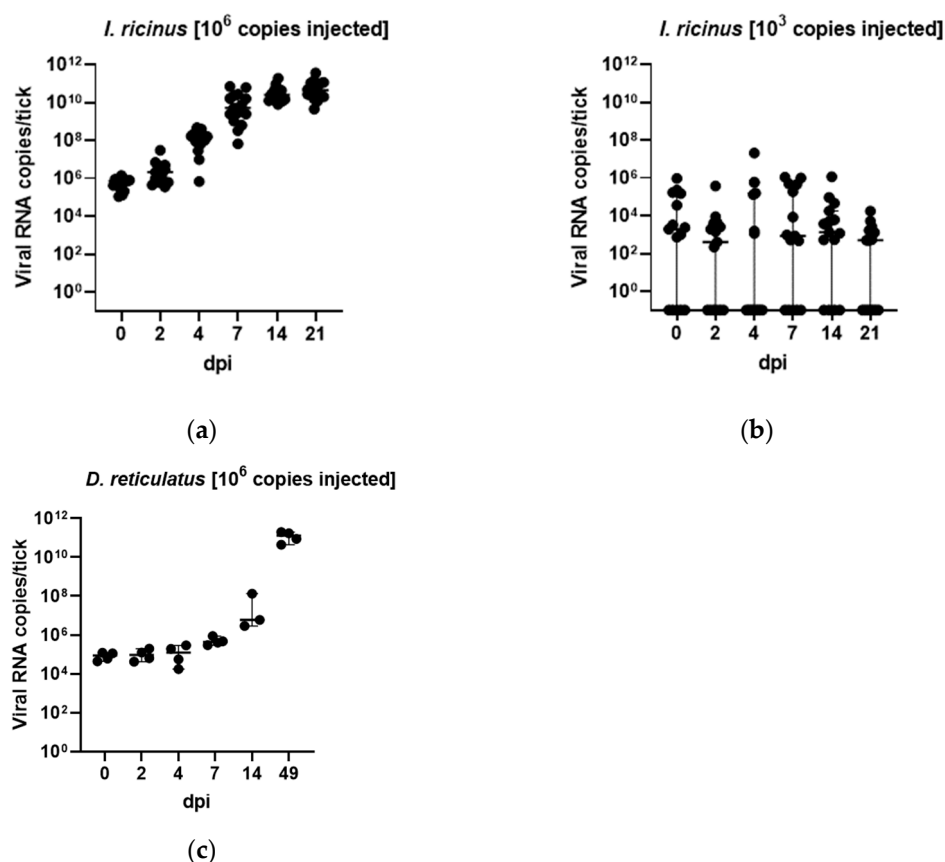 I. ricinus [10⁶ copies injected]
Viral RNA copies/tick
10¹²
10¹⁰
10⁸
10⁶
10⁴
10²
10⁰
0 2 4 7 14 21
dpi
(a)
I. ricinus [10³ copies injected]
Viral RNA copies/tick
10¹²
10¹⁰
10⁸
10⁶
10⁴
10²
10⁰
0 2 4 7 14 21
dpi
(b)
D. reticulatus [10⁶ copies injected]
Viral RNA copies/tick
10¹²
10¹⁰
10⁸
10⁶
10⁴
10²
10⁰
0 2 4 7 14 49
dpi
(c)